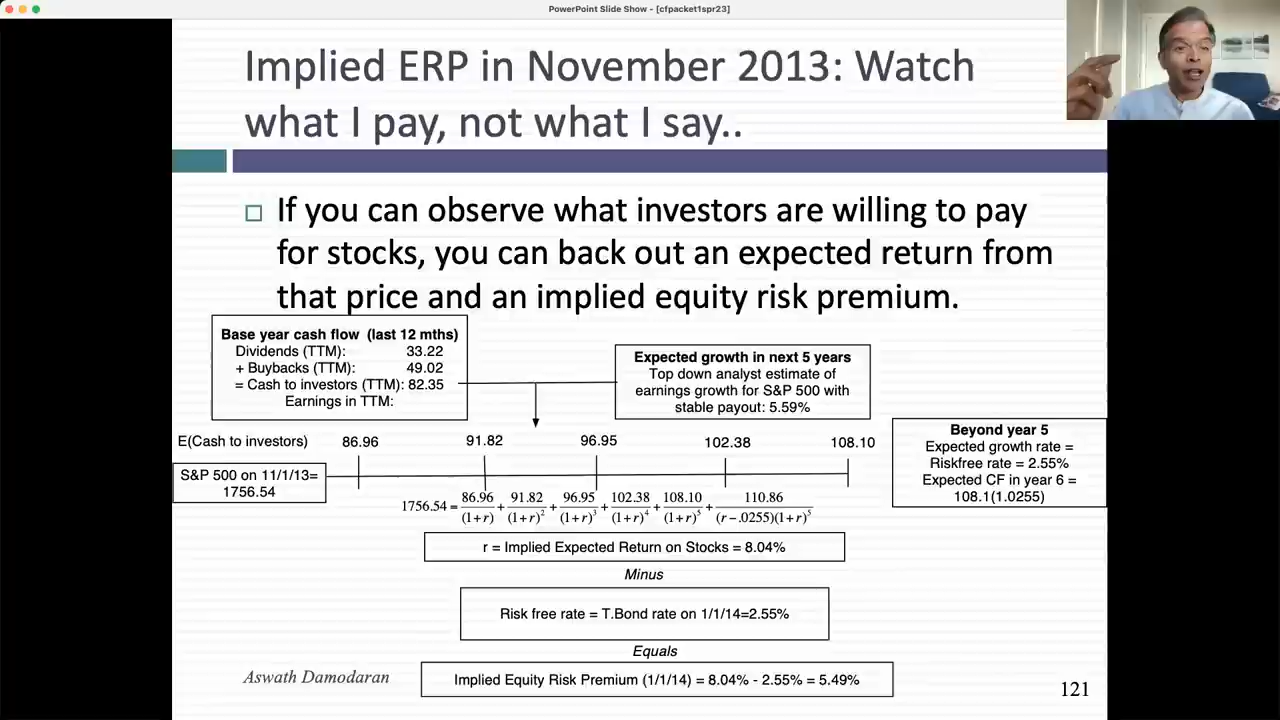 PowerPoint Slide Show - [cfpacket1spr23]
Implied ERP in November 2013: Watch
what I pay, not what I say..
If you can observe what investors are willing to pay
for stocks, you can back out an expected return from
that price and an implied equity risk premium.
Base year cash flow (last 12 mths)
Dividends (TTM): 33.22
+ Buybacks (TTM): 49.02
= Cash to investors (TTM): 82.35
Earnings in TTM:
Expected growth in next 5 years
Top down analyst estimate of
earnings growth for S&P 500 with
stable payout: 5.59%
E(Cash to investors) 86.96 91.82 96.95 102.38 108.10
Beyond year 5
Expected growth rate =
Riskfree rate = 2.55%
Expected CF in year 6 =
108.1(1.0255)
S&P 500 on 11/1/13=
1756.54
1756.54 = 86.96/(1+r) + 91.82/(1+r)² + 96.95/(1+r)³ + 102.38/(1+r)⁴ + 108.10/(1+r)⁵ + 110.86/(r-.0255)(1+r)⁵
r = Implied Expected Return on Stocks = 8.04%
Minus
Risk free rate = T.Bond rate on 1/1/14=2.55%
Equals
Implied Equity Risk Premium (1/1/14) = 8.04% - 2.55% = 5.49%
Aswath Damodaran
121